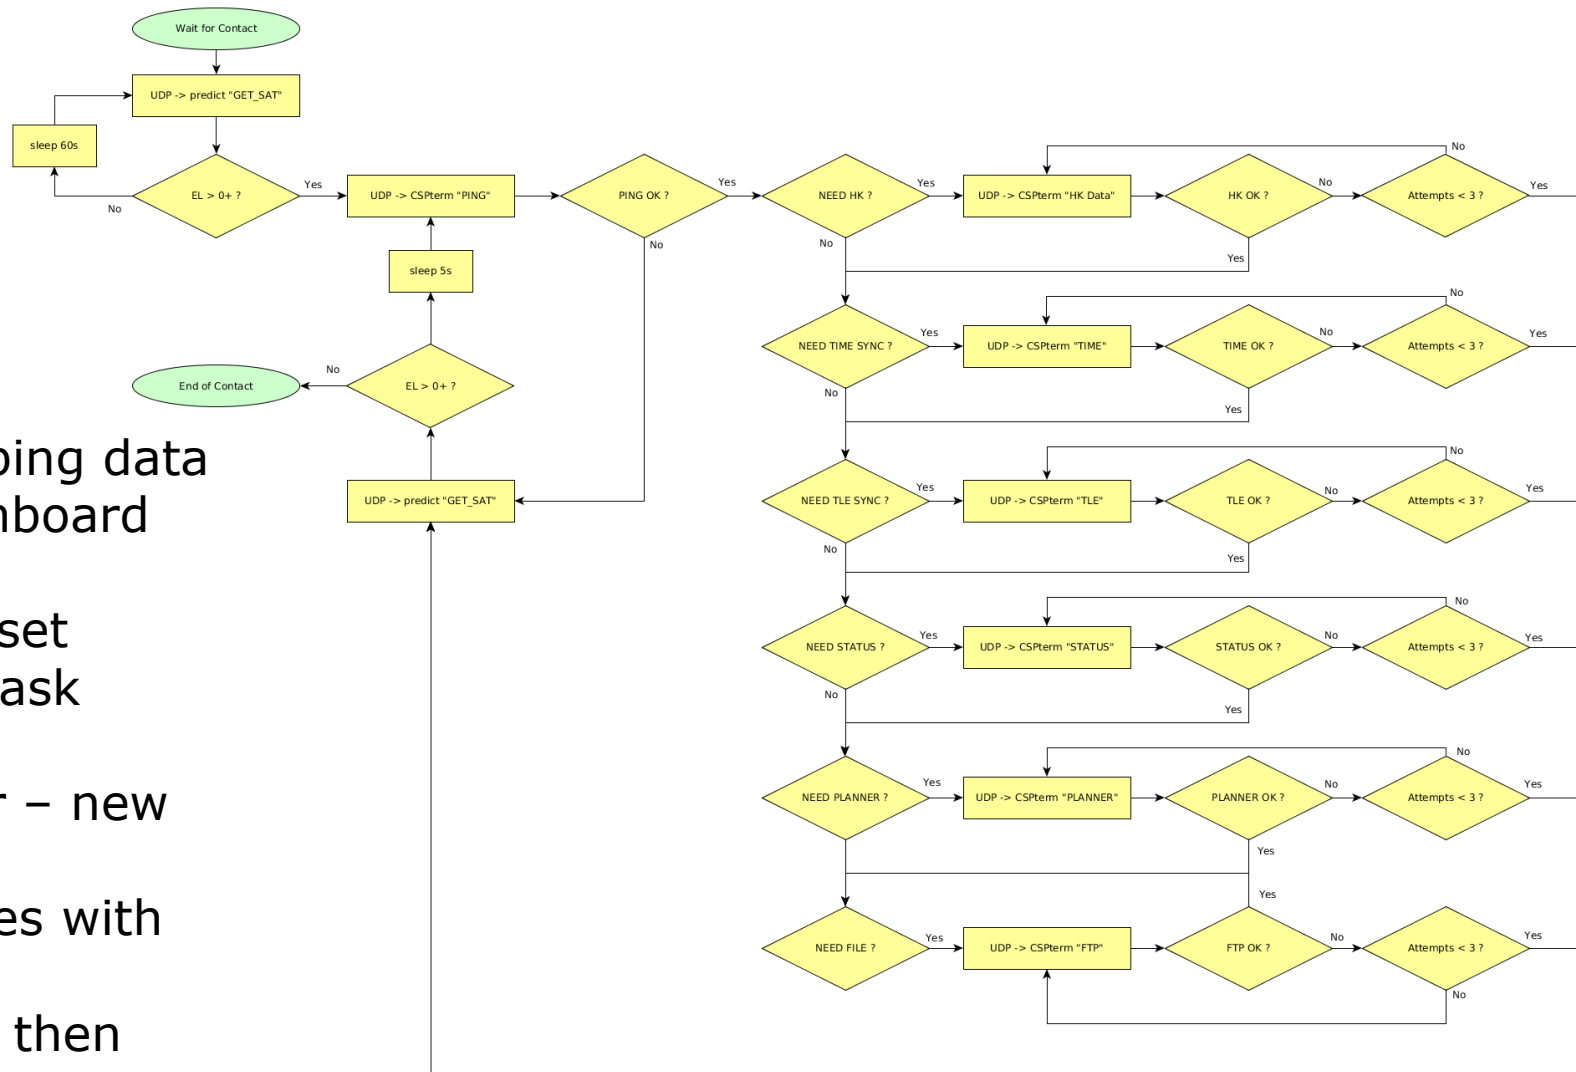 Wait for Contact
UDP -> predict "GET_SAT"
sleep 60s
EL > 0+ ?
Yes
No
UDP -> CSPterm "PING"
PING OK ?
Yes
No
sleep 5s
EL > 0+ ?
No
End of Contact
UDP -> predict "GET_SAT"
NEED HK ?
Yes
No
UDP -> CSPterm "HK Data"
HK OK ?
No
Yes
Attempts < 3 ?
No
Yes
NEED TIME SYNC ?
Yes
No
UDP -> CSPterm "TIME"
TIME OK ?
No
Yes
Attempts < 3 ?
No
Yes
NEED TLE SYNC ?
Yes
No
UDP -> CSPterm "TLE"
TLE OK ?
No
Yes
Attempts < 3 ?
No
Yes
NEED STATUS ?
Yes
No
UDP -> CSPterm "STATUS"
STATUS OK ?
No
Yes
Attempts < 3 ?
No
Yes
NEED PLANNER ?
Yes
UDP -> CSPterm "PLANNER"
PLANNER OK ?
No
Yes
Attempts < 3 ?
No
Yes
NEED FILE ?
Yes
UDP -> CSPterm "FTP"
FTP OK ?
Yes
No
Attempts < 3 ?
Yes
No
ping data
nboard
set
ask
r – new
es with
then